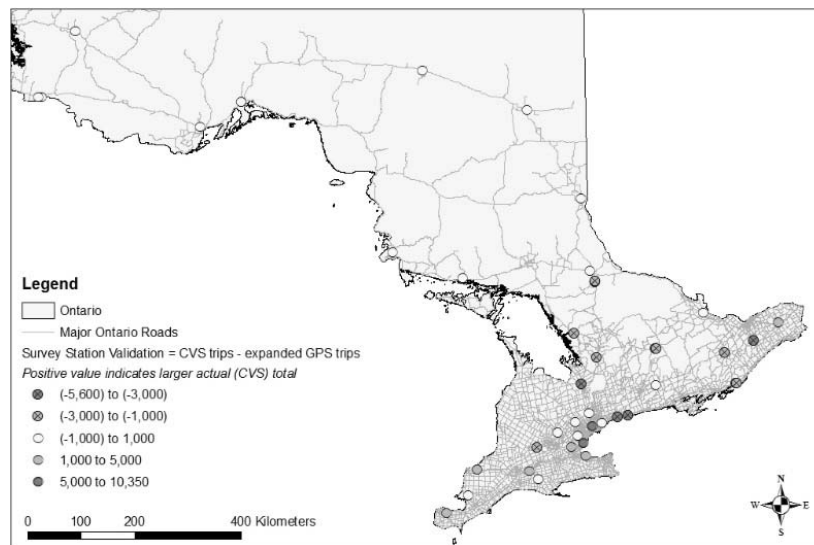 Legend
Ontario
Major Ontario Roads
Survey Station Validation = CVS trips - expanded GPS trips
Positive value indicates larger actual (CVS) total
(-5,600) to (-3,000)
(-3,000) to (-1,000)
(-1,000) to 1,000
1,000 to 5,000
5,000 to 10,350
0 100 200 400 Kilometers
N
W E
S